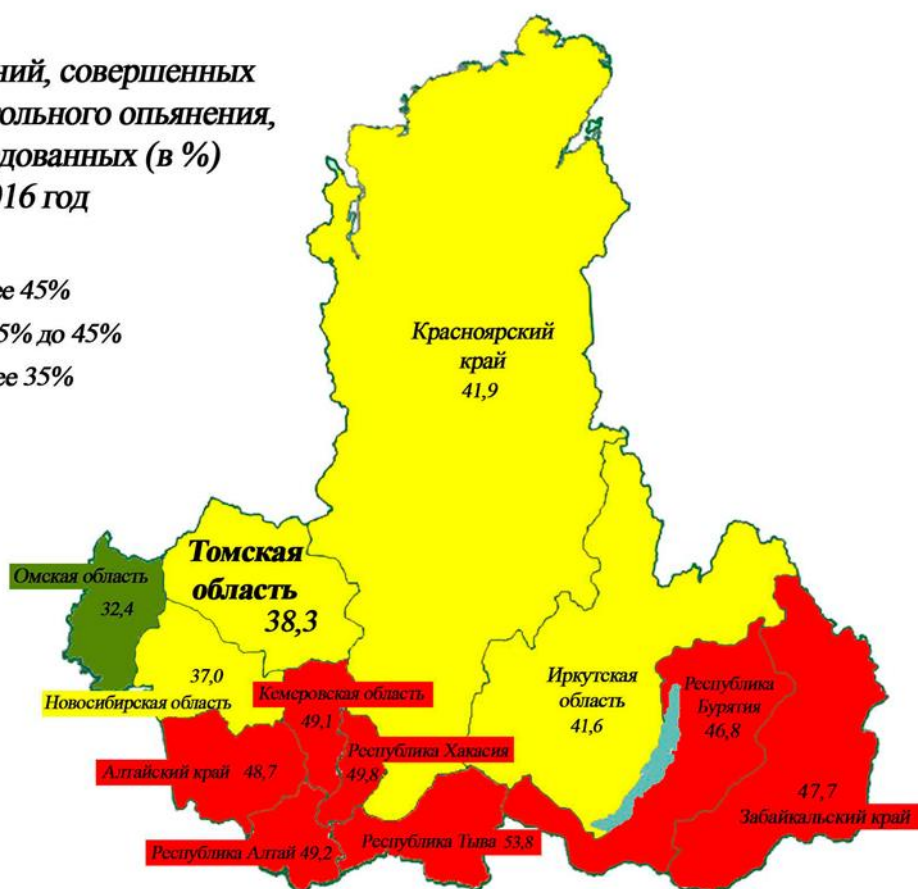 ний, совершенных
гольного опьянения,
дованных (в %)
016 год
ее 45%
5% до 45%
ее 35%
Красноярский
край
41,9
Томская
область
38,3
Омская область
32,4
37,0
Новосибирская область
Кемеровская область
49,1
Иркутская
область
41,6
Республика
Бурятия
46,8
Республика Хакасия
49,8
Алтайский край 48,7
47,7
Забайкальский край
Республика Алтай 49,2
Республика Тыва 53,8